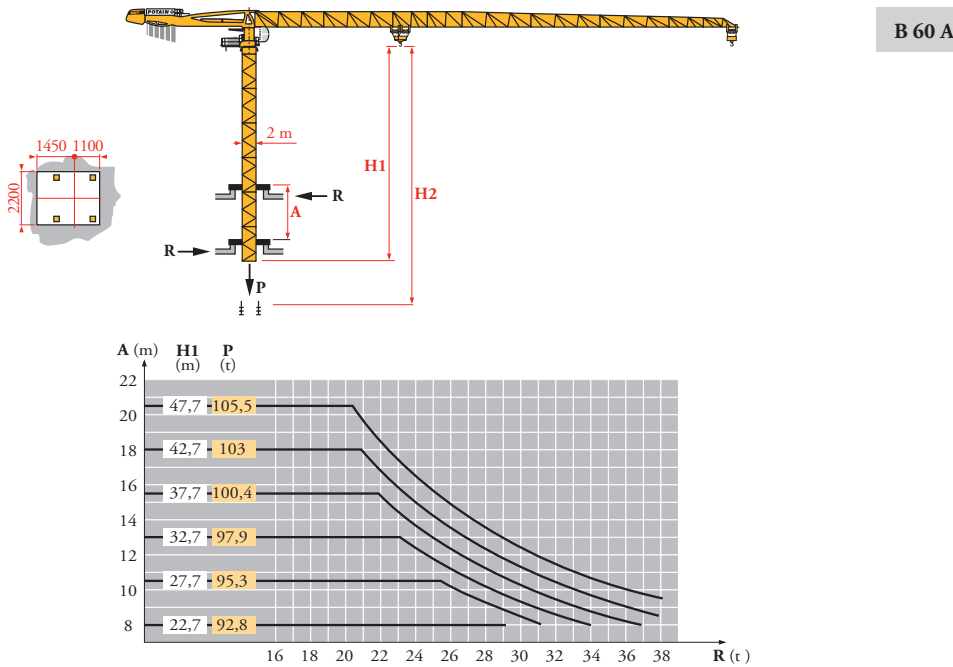 POTAIN
B 60 A
2 m
1450 1100
2200
H1
H2
R
A
R
P
A (m) H1 (m) P (t)
22
47,7 105,5
20
42,7 103
18
16
37,7 100,4
14
32,7 97,9
12
27,7 95,3
10
8 22,7 92,8
16 18 20 22 24 26 28 30 32 34 36 38 R (t )